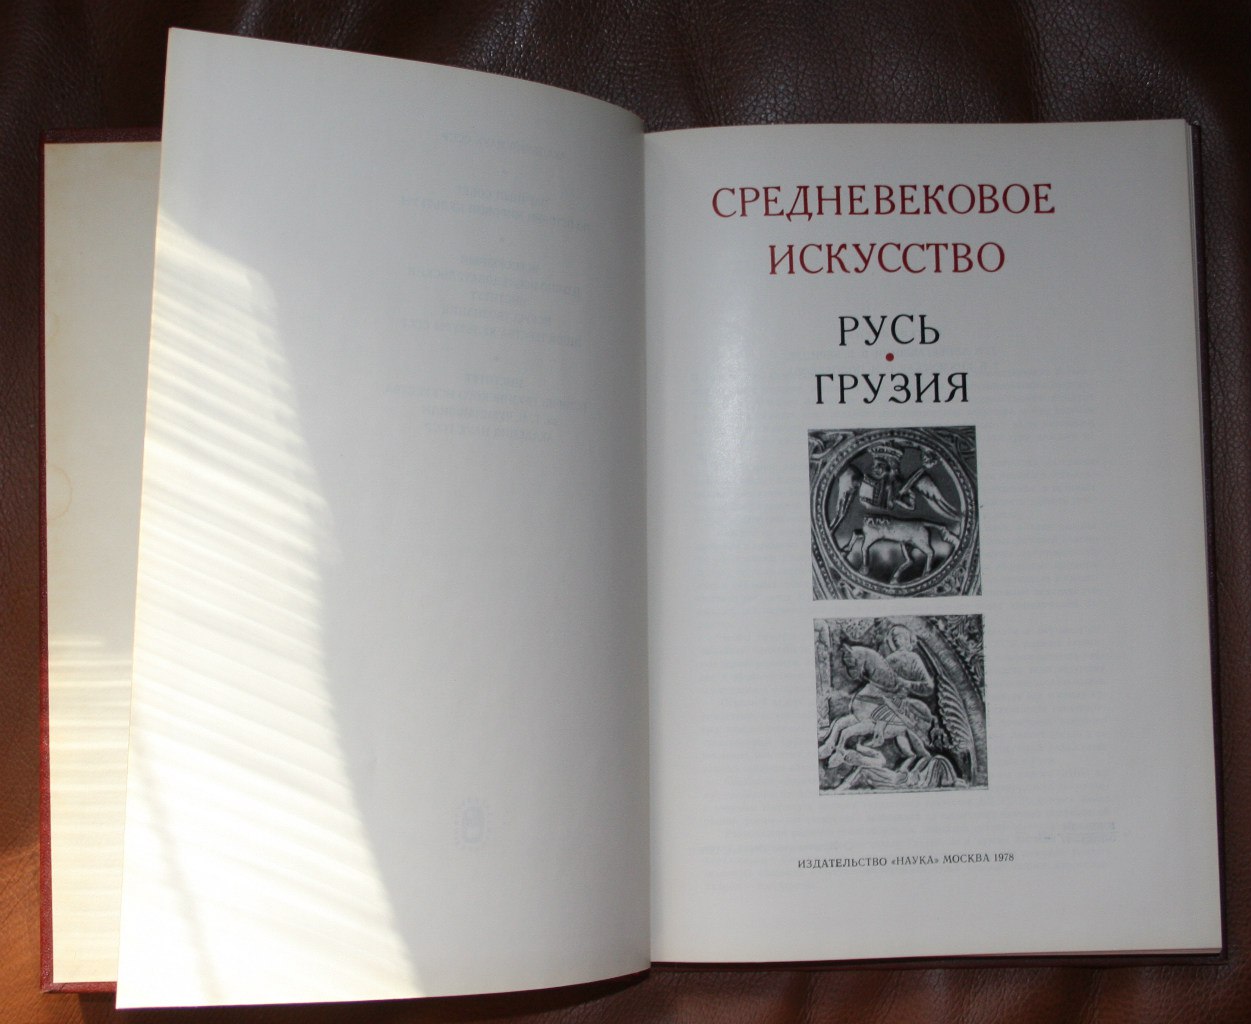 СРЕДНЕВЕКОВОЕ
ИСКУССТВО
РУСЬ
•
ГРУЗИЯ
ИЗДАТЕЛЬСТВО «НАУКА» МОСКВА 1978